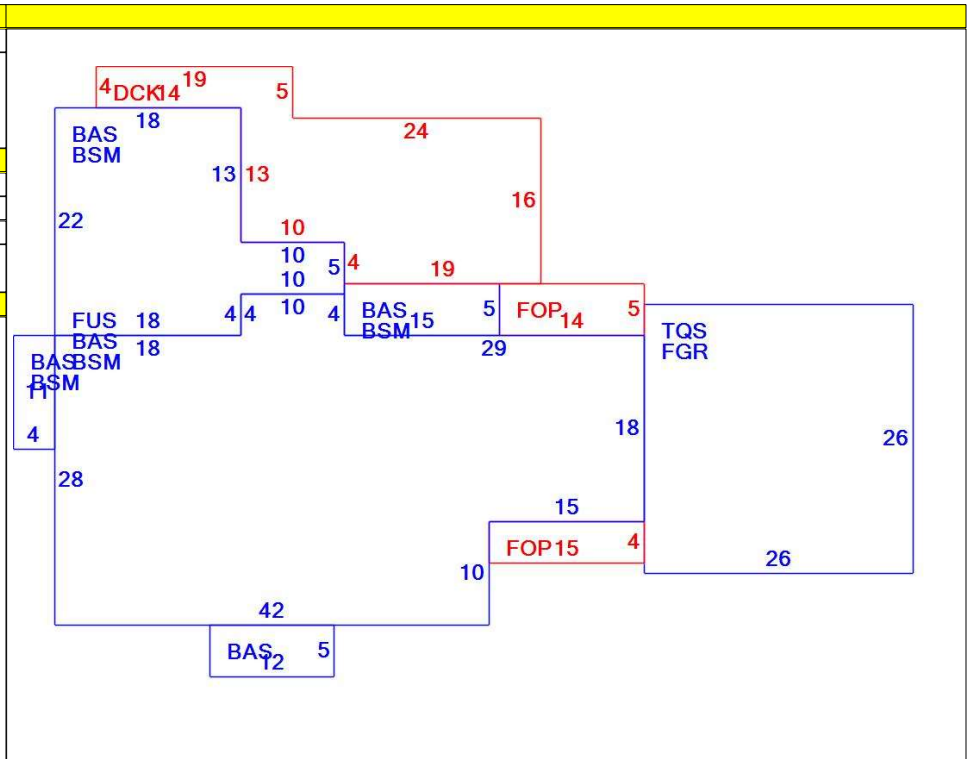 19
4 DCK 14 5
18
24
BAS
BSM
13 13
16
22
10
10
5 4 19
10
10
4 4 4
BAS 15 5 FOP 14 5
BSM
29
FUS 18
BAS 18
BSM
TQS
FGR
BAS
BSM
11
4
18
26
28
15
FOP 15 4
10
26
42
BAS 12 5